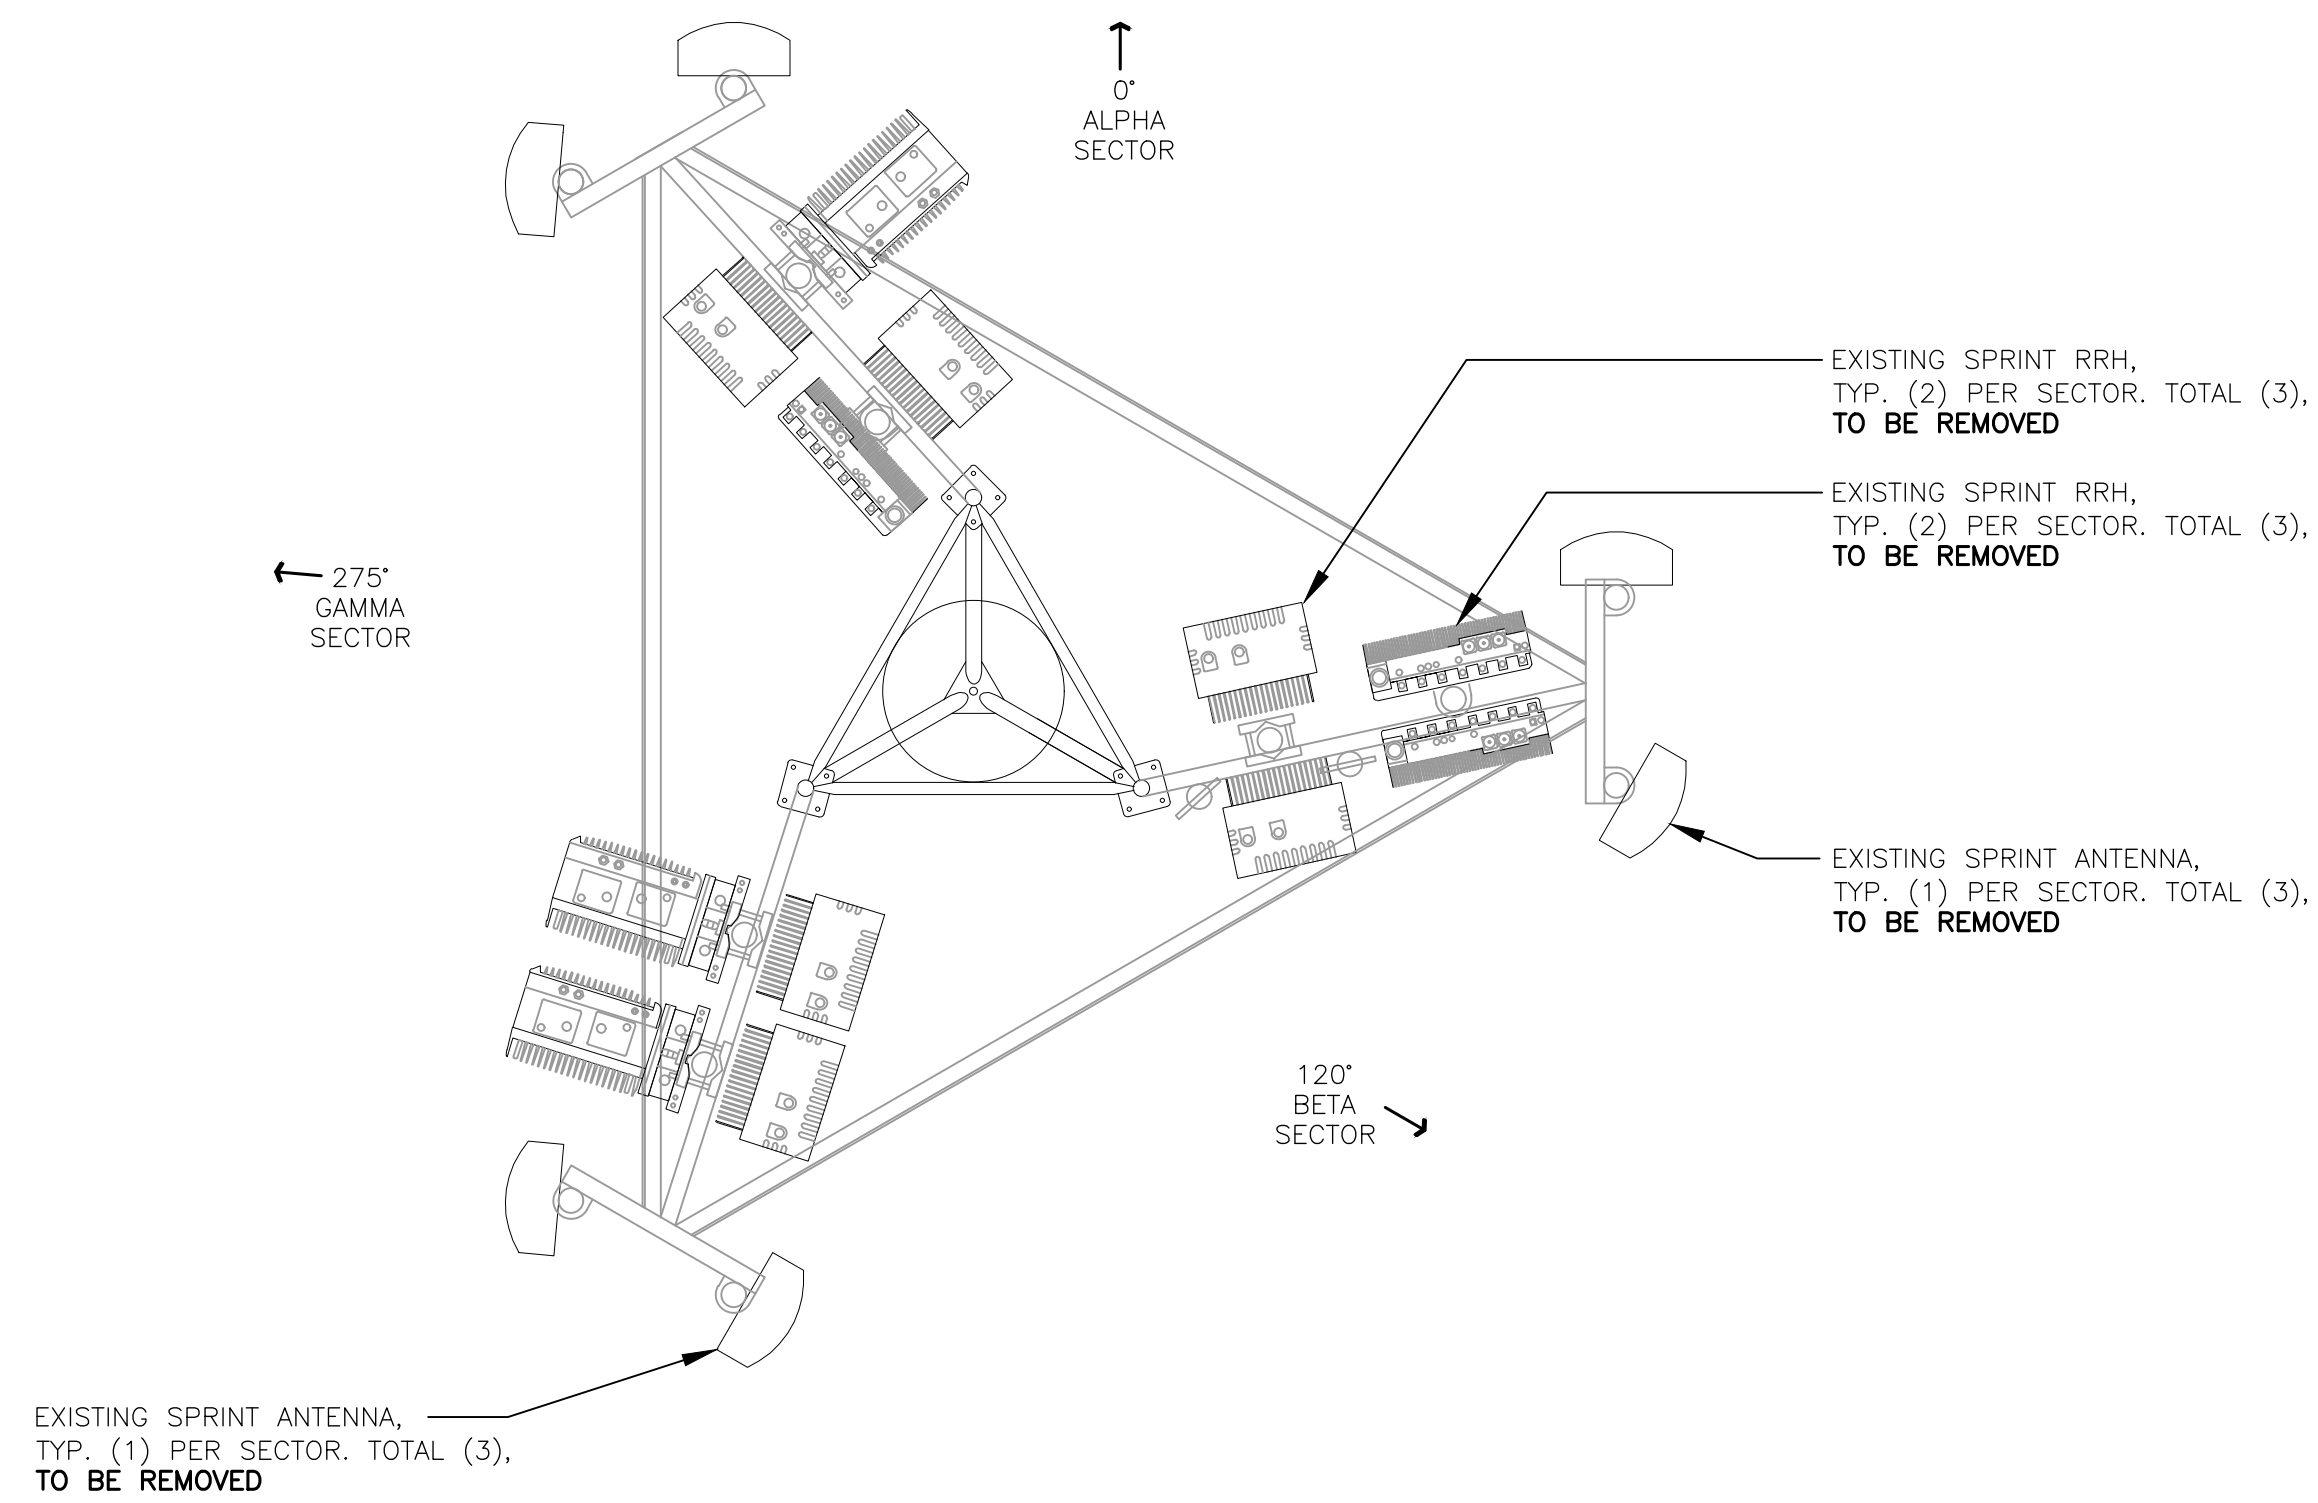 0°
ALPHA
SECTOR
EXISTING SPRINT RRH,
TYP. (2) PER SECTOR. TOTAL (3),
TO BE REMOVED
EXISTING SPRINT RRH,
TYP. (2) PER SECTOR. TOTAL (3),
TO BE REMOVED
275°
GAMMA
SECTOR
EXISTING SPRINT ANTENNA,
TYP. (1) PER SECTOR. TOTAL (3),
TO BE REMOVED
120°
BETA
SECTOR
EXISTING SPRINT ANTENNA,
TYP. (1) PER SECTOR. TOTAL (3),
TO BE REMOVED